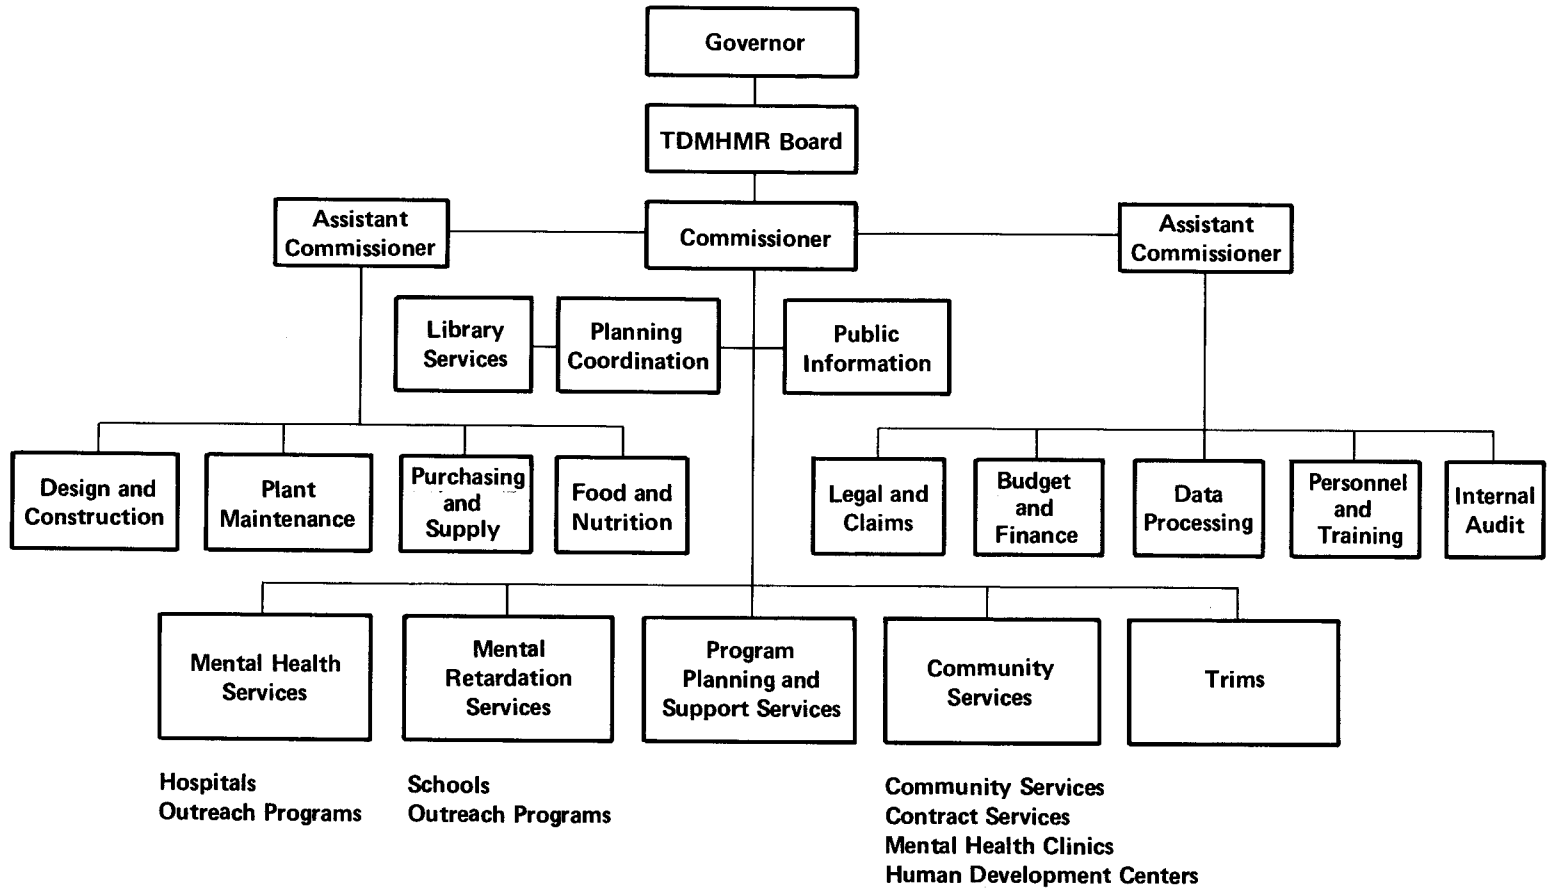 Governor
TDMHMR Board
Assistant
Commissioner
Commissioner
Assistant
Commissioner
Library
Services
Planning
Coordination
Public
Information
Design and
Construction
Plant
Maintenance
Purchasing
and
Supply
Food and
Nutrition
Legal and
Claims
Budget
and
Finance
Data
Processing
Personnel
and
Training
Internal
Audit
Mental Health
Services
Mental
Retardation
Services
Program
Planning and
Support Services
Community
Services
Trims
Hospitals
Outreach Programs
Schools
Outreach Programs
Community Services
Contract Services
Mental Health Clinics
Human Development Centers